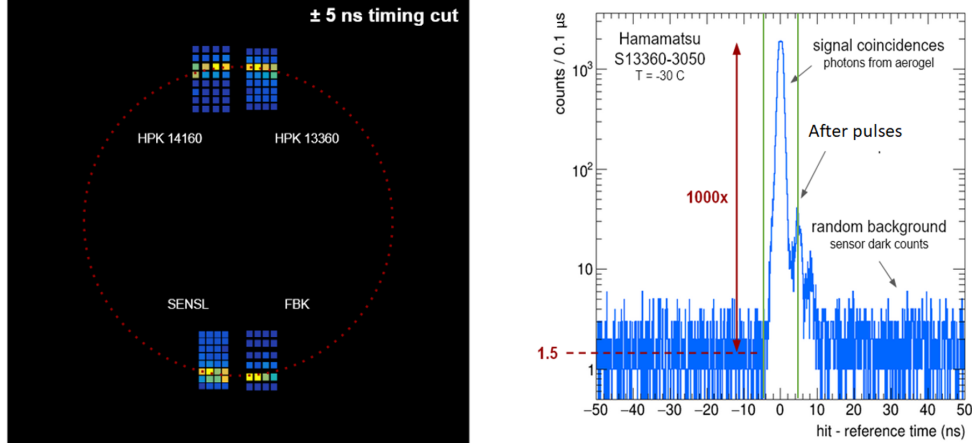 ± 5 ns timing cut
HPK 14160
HPK 13360
SENSL
FBK
counts / 0.1 µs
Hamamatsu
S13360-3050
T = -30 C
signal coincidences
photons from aerogel
After pulses
1000x
random background
sensor dark counts
10³
10²
10
1
1.5
−50 −40 −30 −20 −10 0 10 20 30 40 50
hit - reference time (ns)